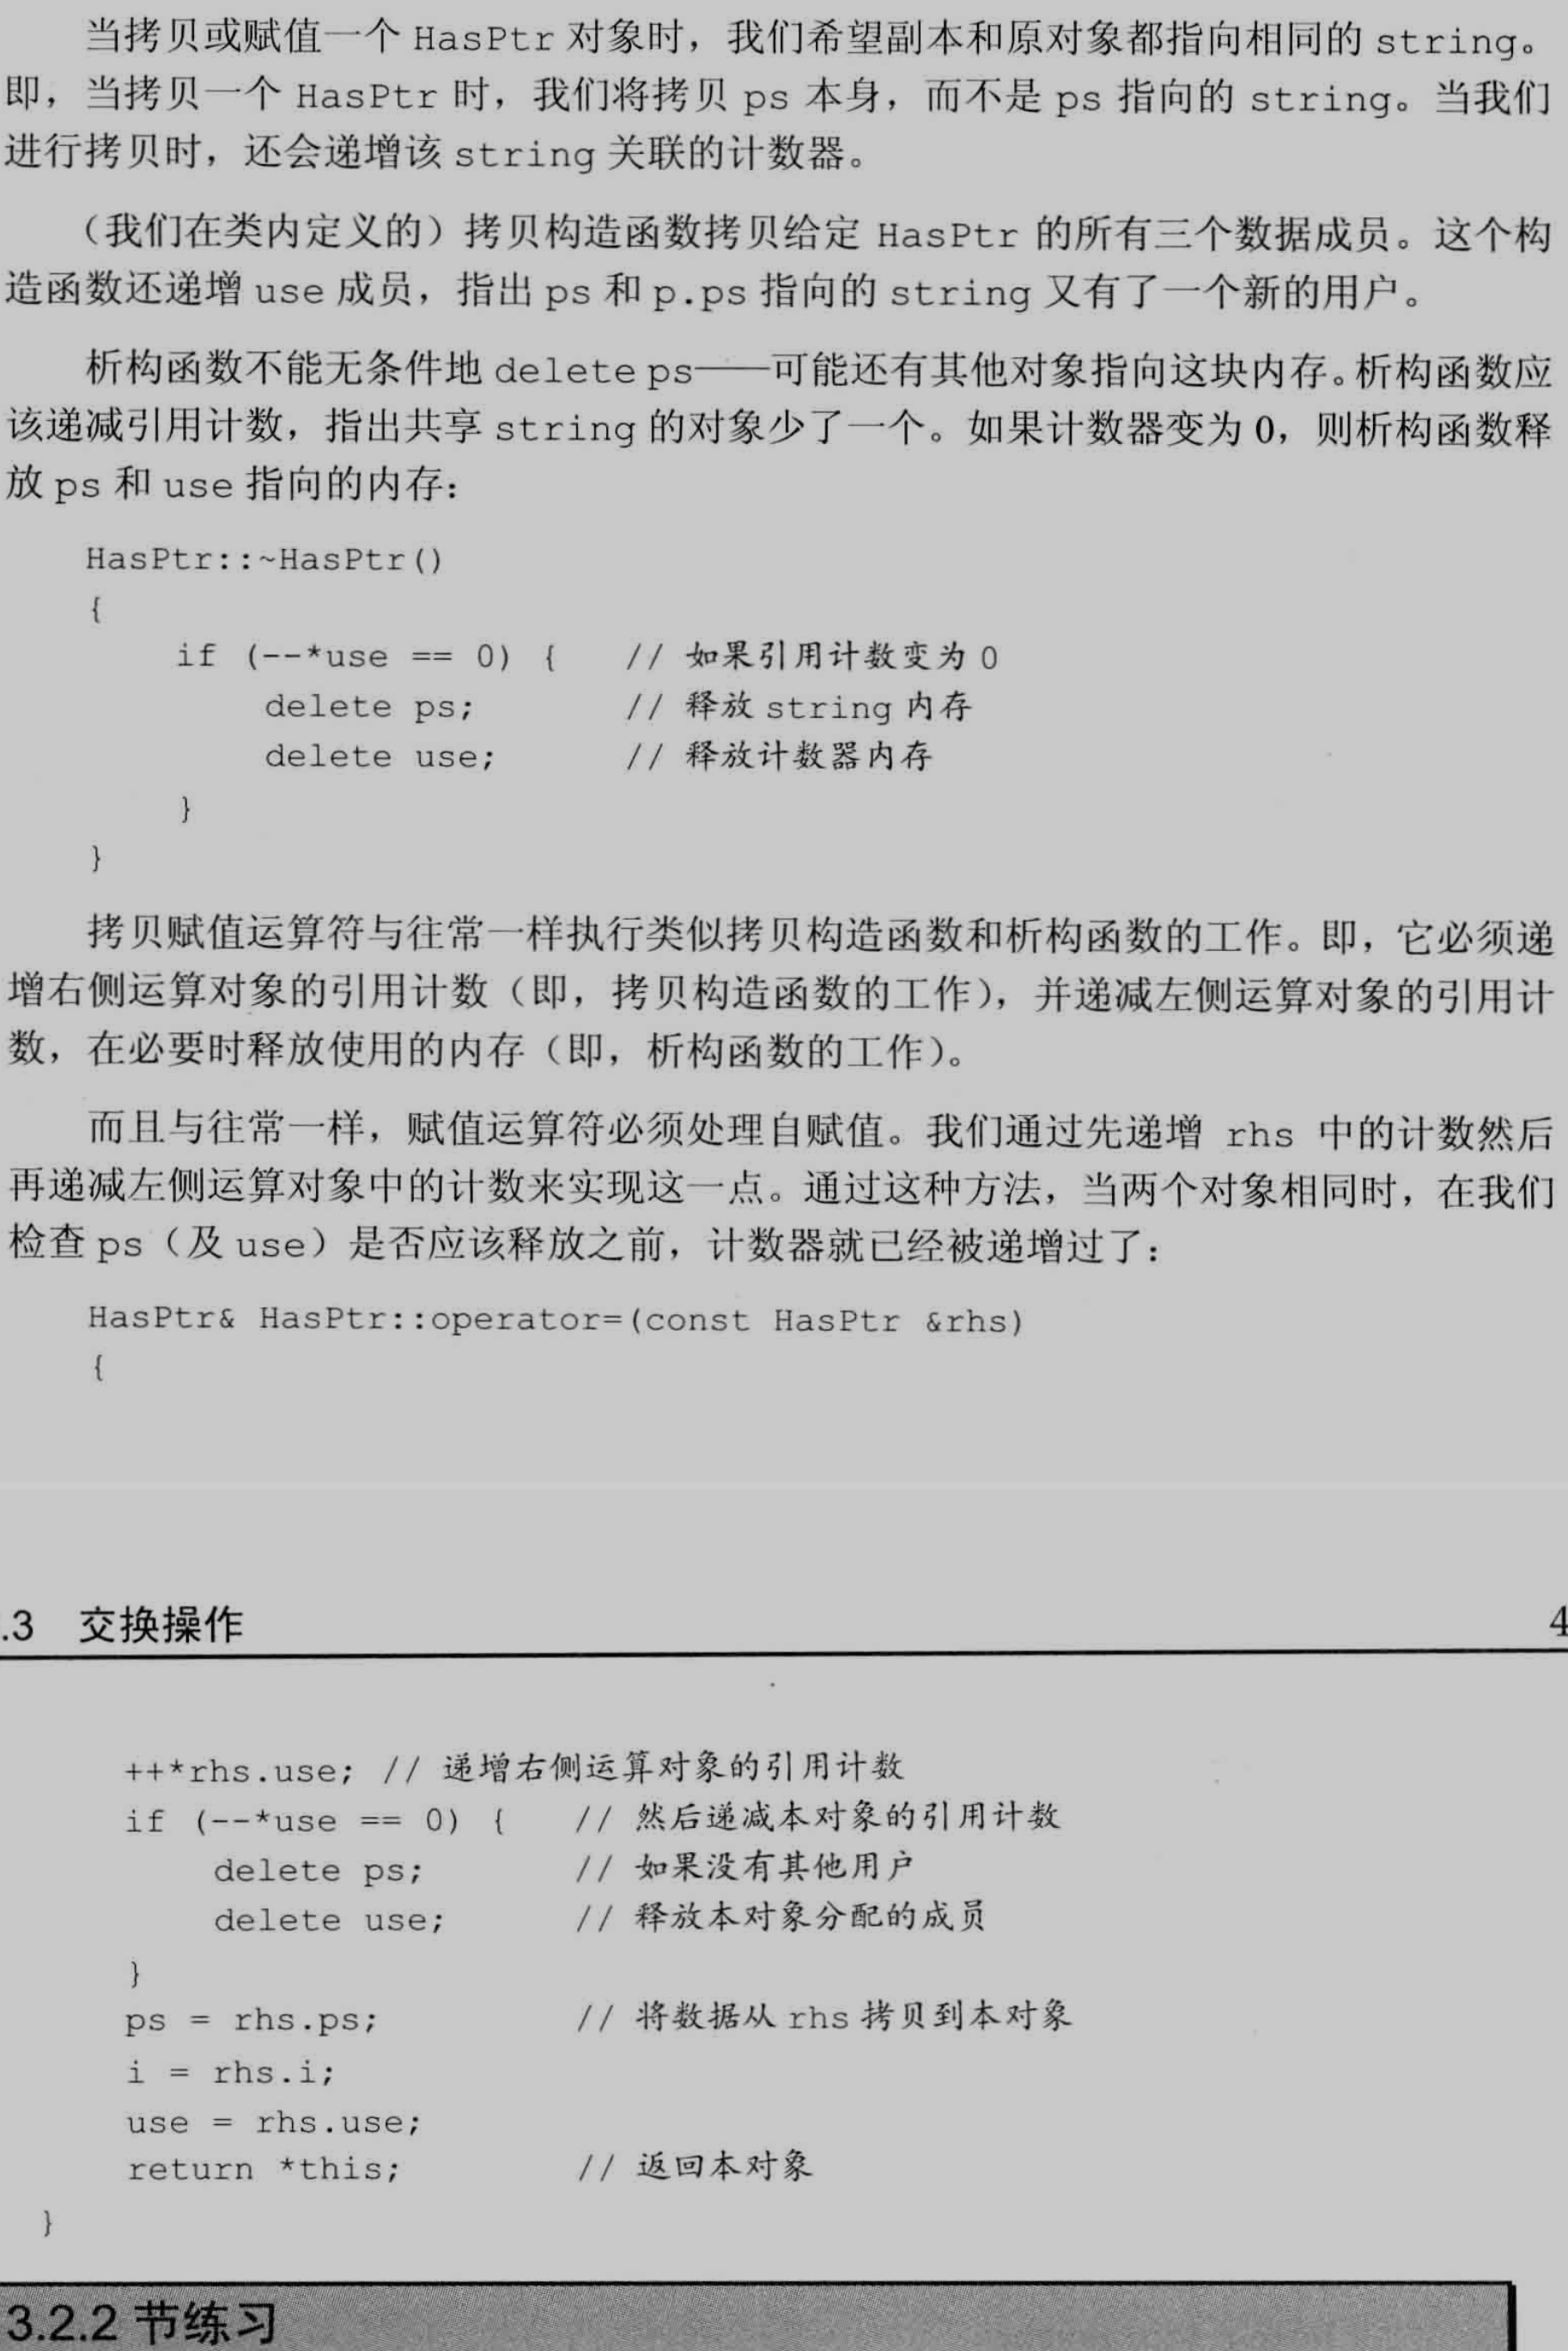 当拷贝或赋值一个 HasPtr 对象时，我们希望副本和原对象都指向相同的 string。
即，当拷贝一个 HasPtr 时，我们将拷贝 ps 本身，而不是 ps 指向的 string。当我们
进行拷贝时，还会递增该 string 关联的计数器。
（我们在类内定义的）拷贝构造函数拷贝给定 HasPtr 的所有三个数据成员。这个构
造函数还递增 use 成员，指出 ps 和 p.ps 指向的 string 又有了一个新的用户。
析构函数不能无条件地 delete ps——可能还有其他对象指向这块内存。析构函数应
该递减引用计数，指出共享 string 的对象少了一个。如果计数器变为 0，则析构函数释
放 ps 和 use 指向的内存：
HasPtr::~HasPtr()
{
if (--*use == 0) { // 如果引用计数变为 0
delete ps; // 释放 string 内存
delete use; // 释放计数器内存
}
}
拷贝赋值运算符与往常一样执行类似拷贝构造函数和析构函数的工作。即，它必须递
增右侧运算对象的引用计数（即，拷贝构造函数的工作），并递减左侧运算对象的引用计
数，在必要时释放使用的内存（即，析构函数的工作）。
而且与往常一样，赋值运算符必须处理自赋值。我们通过先递增 rhs 中的计数然后
再递减左侧运算对象中的计数来实现这一点。通过这种方法，当两个对象相同时，在我们
检查 ps（及 use）是否应该释放之前，计数器就已经被递增过了：
HasPtr& HasPtr::operator=(const HasPtr &rhs)
{
.3 交换操作 4
++*rhs.use; // 递增右侧运算对象的引用计数
if (--*use == 0) { // 然后递减本对象的引用计数
delete ps; // 如果没有其他用户
delete use; // 释放本对象分配的成员
}
ps = rhs.ps; // 将数据从 rhs 拷贝到本对象
i = rhs.i;
use = rhs.use;
return *this; // 返回本对象
}
3.2.2 节练习